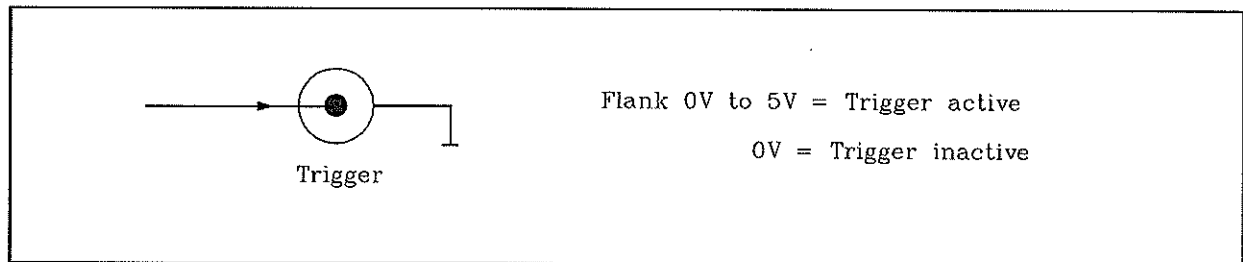 Flank 0V to 5V = Trigger active
0V = Trigger inactive
Trigger